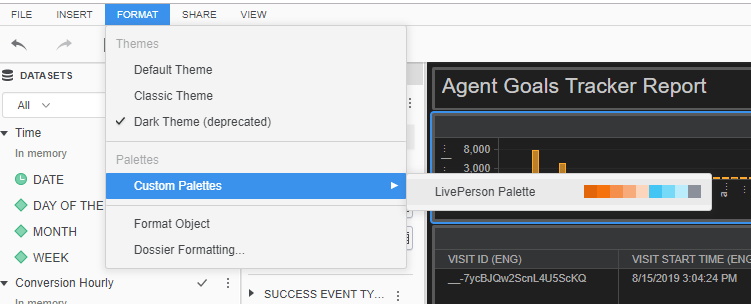 FILE INSERT FORMAT SHARE VIEW
Themes
Default Theme
Classic Theme
Dark Theme (deprecated)
Palettes
Custom Palettes
LivePerson Palette
Format Object
Dossier Formatting...
DATASETS
All
Time
In memory
DATE
DAY OF THE
MONTH
WEEK
Conversion Hourly
In memory
SUCCESS EVENT TY...
Agent Goals Tracker Report
8,000
3,000
a...
VISIT ID (ENG) VISIT START TIME (ENG)
__-7ycBJQw2ScnL4U5ScKQ 8/15/2019 3:04:24 PM